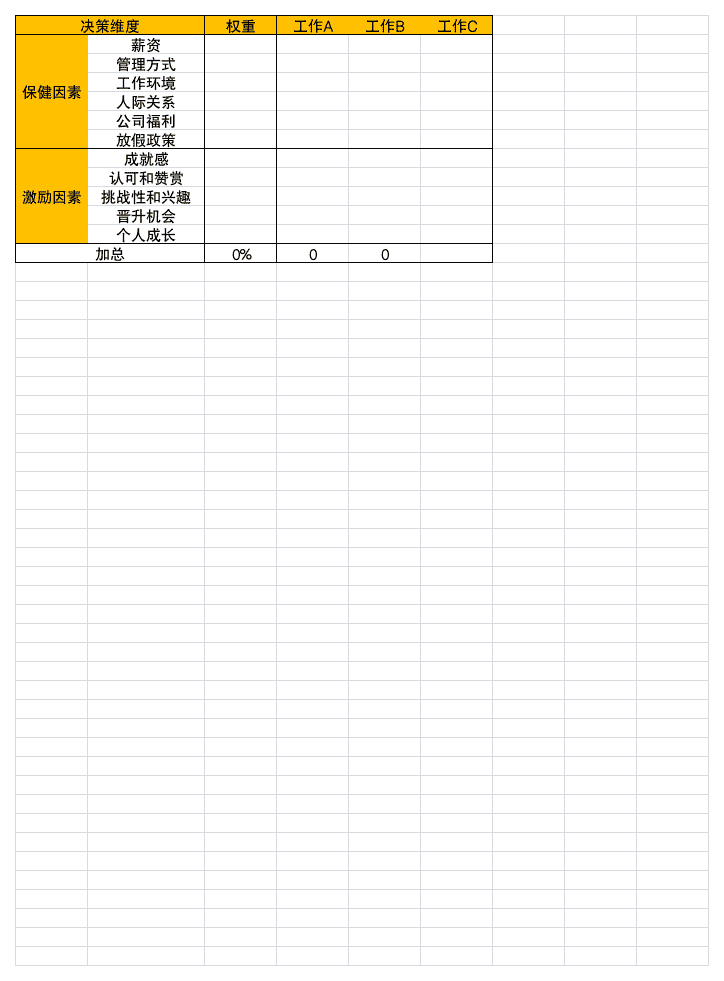 决策维度 权重 工作A 工作B 工作C
保健因素
薪资
管理方式
工作环境
人际关系
公司福利
放假政策
激励因素
成就感
认可和赞赏
挑战性和兴趣
晋升机会
个人成长
加总 0% 0 0